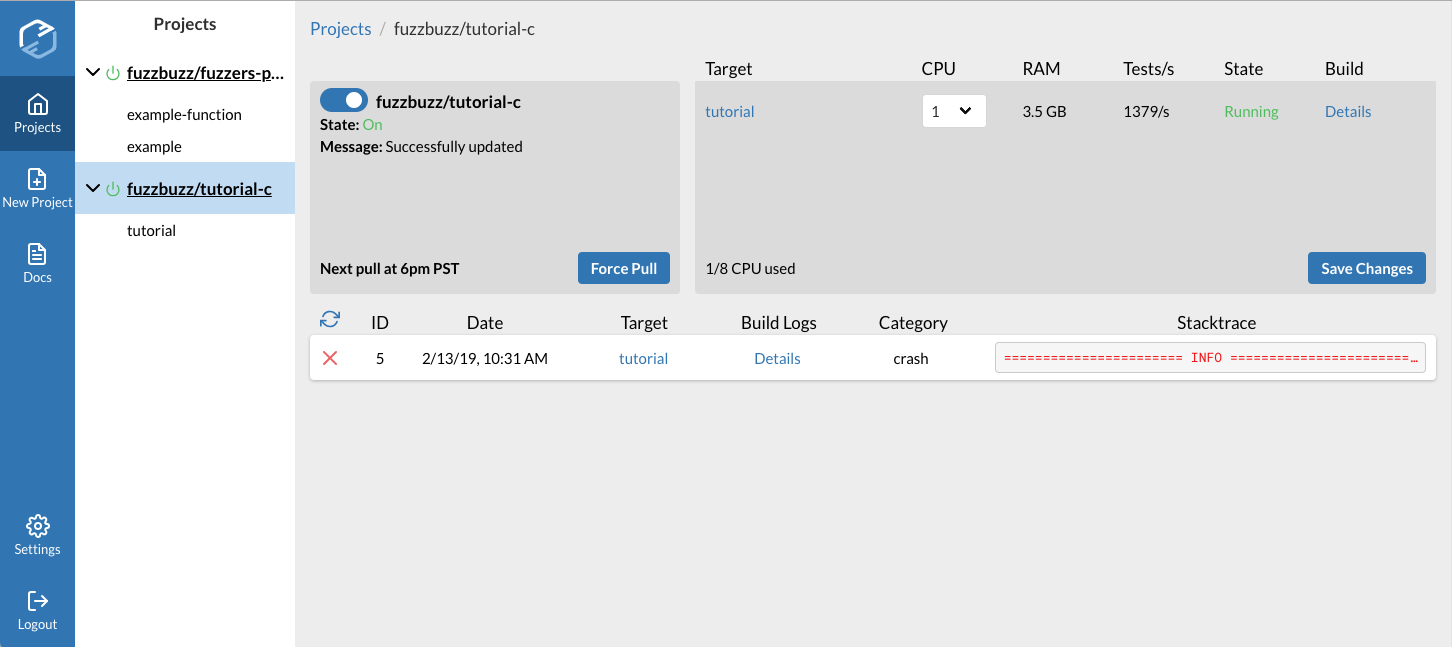 Projects
New Project
Docs
Settings
Logout
Projects
fuzzbuzz/fuzzers-p...
example-function
example
fuzzbuzz/tutorial-c
tutorial
Projects / fuzzbuzz/tutorial-c
fuzzbuzz/tutorial-c
State: On
Message: Successfully updated
Next pull at 6pm PST
Force Pull
Target CPU RAM Tests/s State Build
tutorial 1 3.5 GB 1379/s Running Details
1/8 CPU used
Save Changes
ID Date Target Build Logs Category Stacktrace
5 2/13/19, 10:31 AM tutorial Details crash ======================= INFO =======================…